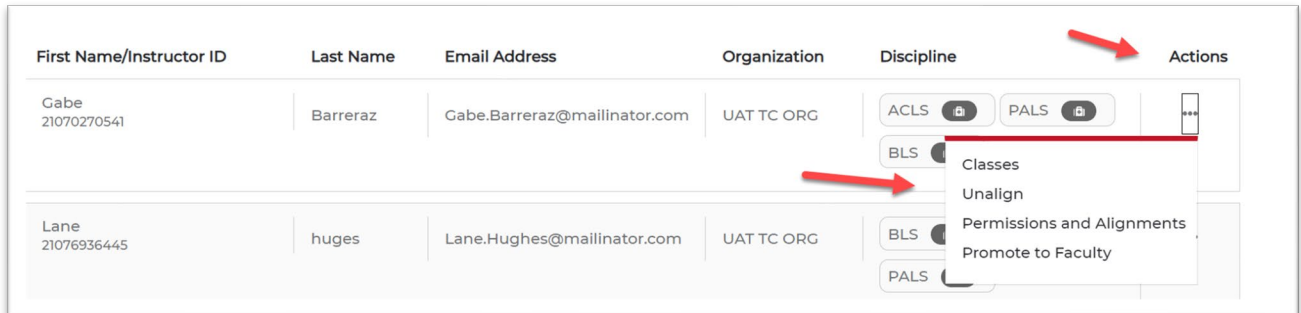 First Name/Instructor ID Last Name Email Address Organization Discipline Actions
Gabe
21070270541
Barreraz Gabe.Barreraz@mailinator.com UAT TC ORG
ACLS PALS
BLS
Classes
Unalign
Permissions and Alignments
Promote to Faculty
Lane
21076936445
huges Lane.Hughes@mailinator.com UAT TC ORG
BLS
PALS